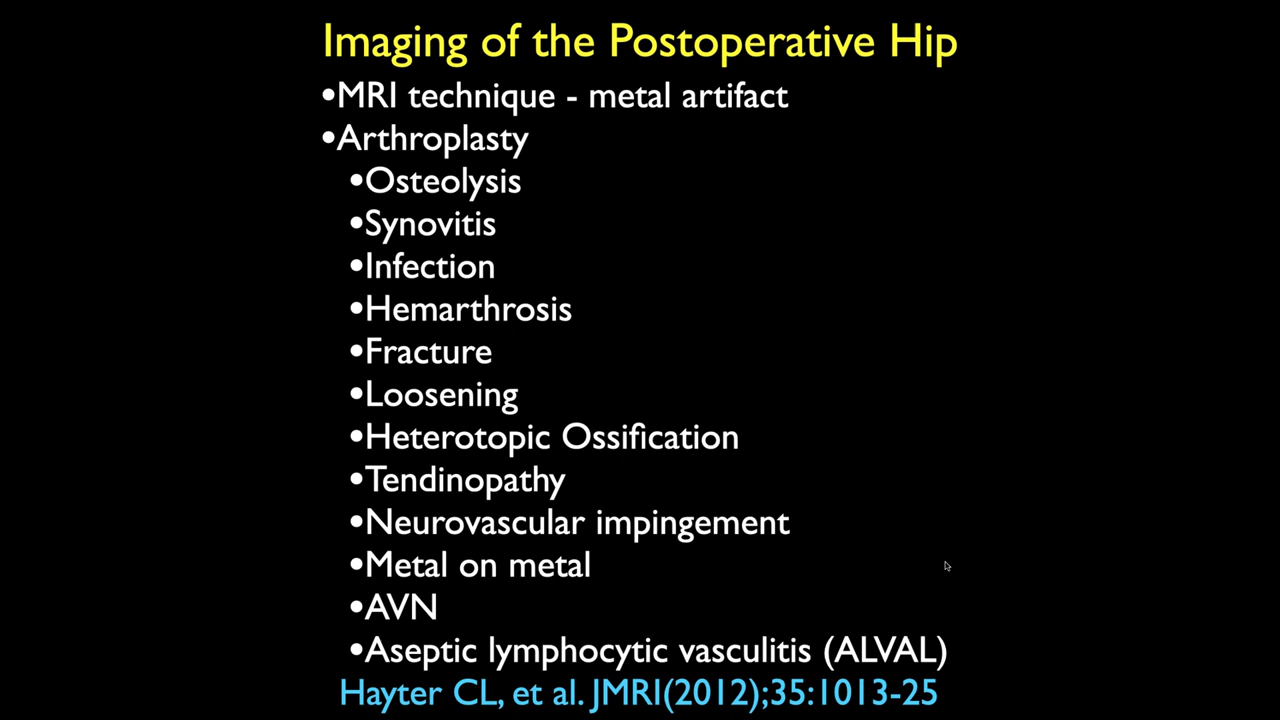 Imaging of the Postoperative Hip
•MRI technique - metal artifact
•Arthroplasty
•Osteolysis
•Synovitis
•Infection
•Hemarthrosis
•Fracture
•Loosening
•Heterotopic Ossification
•Tendinopathy
•Neurovascular impingement
•Metal on metal
•AVN
•Aseptic lymphocytic vasculitis (ALVAL)
Hayter CL, et al. JMRI(2012);35:1013-25